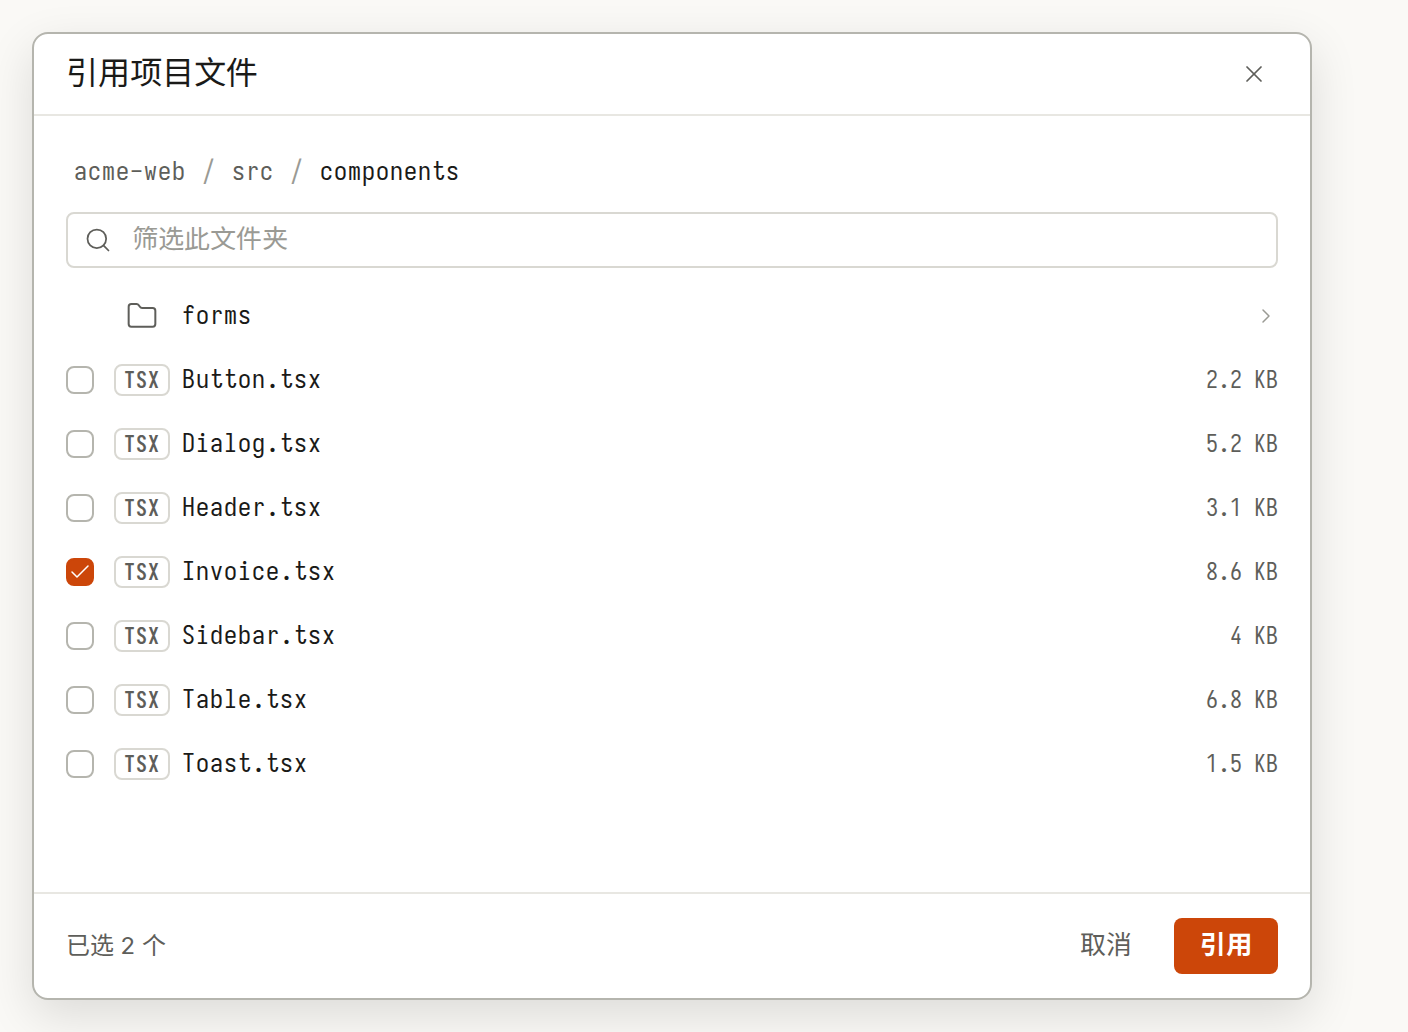 引用项目文件
acme-web / src / components
筛选此文件夹
forms
TSX Button.tsx 2.2 KB
TSX Dialog.tsx 5.2 KB
TSX Header.tsx 3.1 KB
TSX Invoice.tsx 8.6 KB
TSX Sidebar.tsx 4 KB
TSX Table.tsx 6.8 KB
TSX Toast.tsx 1.5 KB
已选 2 个 取消 引用